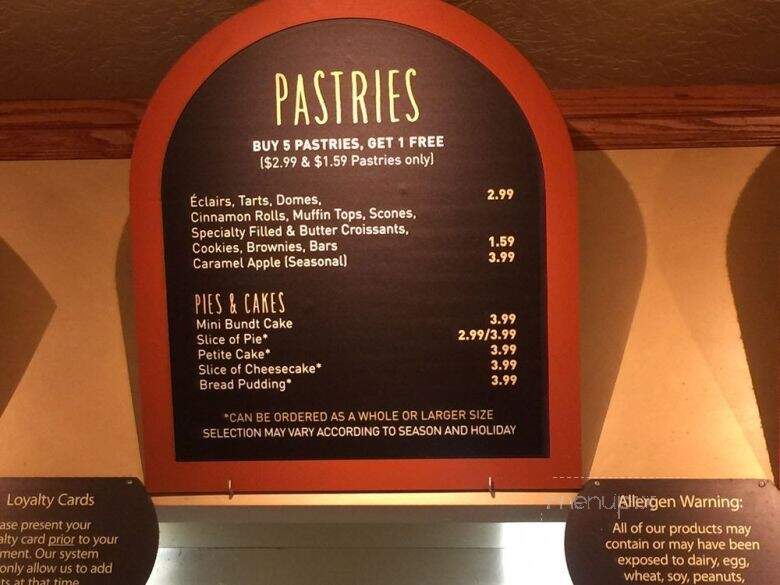 PASTRIES
BUY 5 PASTRIES, GET 1 FREE
($2.99 & $1.59 Pastries only)
Éclairs, Tarts, Domes, 2.99
Cinnamon Rolls, Muffin Tops, Scones,
Specialty Filled & Butter Croissants,
Cookies, Brownies, Bars 1.59
Caramel Apple (Seasonal) 3.99
PIES & CAKES
Mini Bundt Cake 3.99
Slice of Pie* 2.99/3.99
Petite Cake* 3.99
Slice of Cheesecake* 3.99
Bread Pudding* 3.99
*CAN BE ORDERED AS A WHOLE OR LARGER SIZE
SELECTION MAY VARY ACCORDING TO SEASON AND HOLIDAY
Loyalty Cards
ase present your
alty card prior to your
ment. Our system
only allow us to add
ts at that time
menupix
Allergen Warning:
All of our products may
contain or may have been
exposed to dairy, egg,
wheat, soy, peanuts,